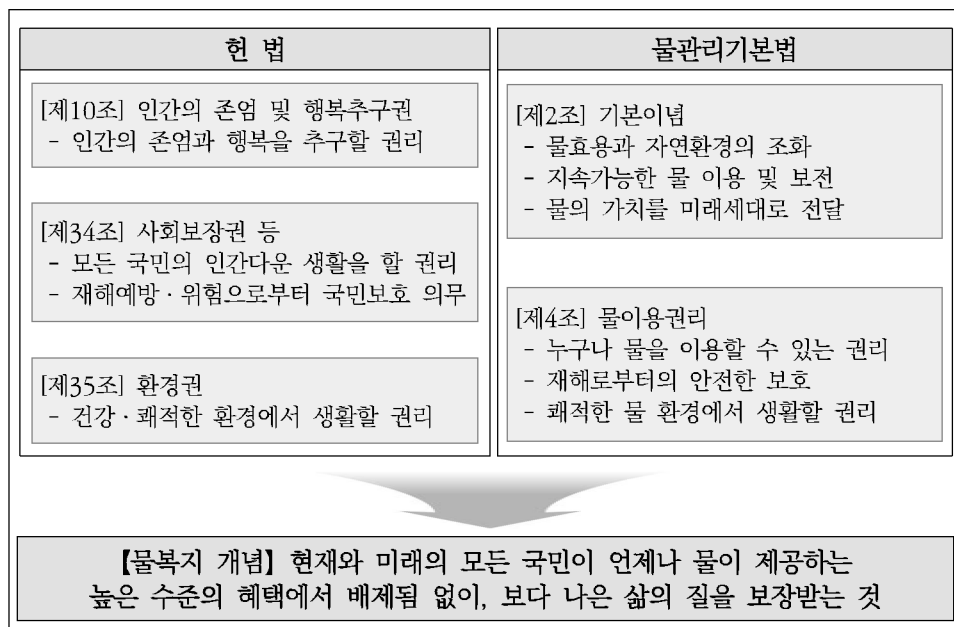 헌 법
[제10조] 인간의 존엄 및 행복추구권
- 인간의 존엄과 행복을 추구할 권리
[제34조] 사회보장권 등
- 모든 국민의 인간다운 생활을 할 권리
- 재해예방·위험으로부터 국민보호 의무
[제35조] 환경권
- 건강·쾌적한 환경에서 생활할 권리
물관리기본법
[제2조] 기본이념
- 물효용과 자연환경의 조화
- 지속가능한 물 이용 및 보전
- 물의 가치를 미래세대로 전달
[제4조] 물이용권리
- 누구나 물을 이용할 수 있는 권리
- 재해로부터의 안전한 보호
- 쾌적한 물 환경에서 생활할 권리
【물복지 개념】 현재와 미래의 모든 국민이 언제나 물이 제공하는
높은 수준의 혜택에서 배제됨 없이, 보다 나은 삶의 질을 보장받는 것